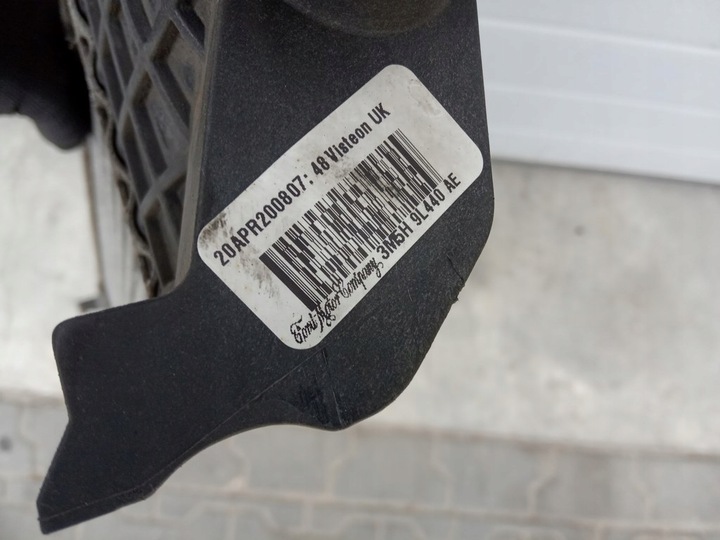 20APR200807:48 Visteon UK
Ford Motor Company 3M5H 9L440 AE